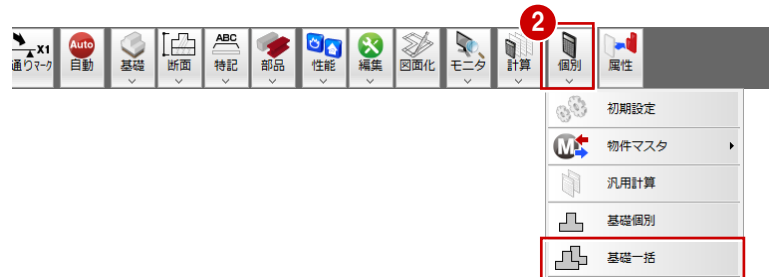 2
X1
通りマーク
Auto
自動
基礎
断面
ABC
特記
部品
性能
編集
図面化
モニタ
計算
個別
属性
初期設定
M
物件マスタ
汎用計算
基礎個別
基礎一括